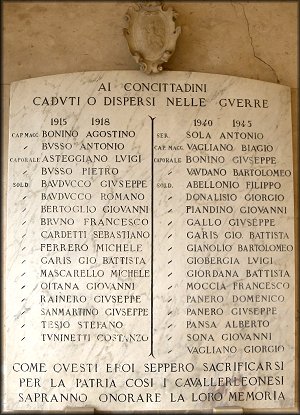 AI CONCITTADINI
CADVTI O DISPERSI NELLE GVERRE
1915 1918
CAP. MAGG. BONINO AGOSTINO
" BVSSO ANTONIO
CAPORALE ASTEGGIANO LVIGI
" BVSSO PIETRO
SOLD. BAVDVCCO GIVSEPPE
" BAVDVCCO ROMANO
" BERTOGLIO GIOVANNI
" BRVNO FRANCESCO
" CARDETTI SEBASTIANO
" FERRERO MICHELE
" GARIS GIO BATTISTA
" MASCARELLO MICHELE
" OITANA GIOVANNI
" RAINERO GIVSEPPE
" SANMARTINO GIVSEPPE
" TESIO STEFANO
" TVNINETTI COSTANZO
1940 1945
SER. SOLA ANTONIO
CAP. MAGG. VAGLIANO BIAGIO
CAPORALE BONINO GIVSEPPE
" VAVDANO BARTOLOMEO
SOLD. ABELLONIO FILIPPO
" DONALISIO GIORGIO
" PIANDINO GIOVANNI
" GALLO GIVSEPPE
" GARIS GIO BATTISTA
" GIANOLIO BARTOLOMEO
" GIOBERGIA LVIGI
" GIORDANA BATTISTA
" MOCCIA FRANCESCO
" PANERO DOMENICO
" PANERO GIVSEPPE
" PANSA ALBERTO
" SONA GIOVANNI
" VAGLIANO GIORGIO
COME QVESTI EROI SEPPERO SACRIFICARSI
PER LA PATRIA COSI I CAVALLERLEONESI
SAPRANNO ONORARE LA LORO MEMORIA